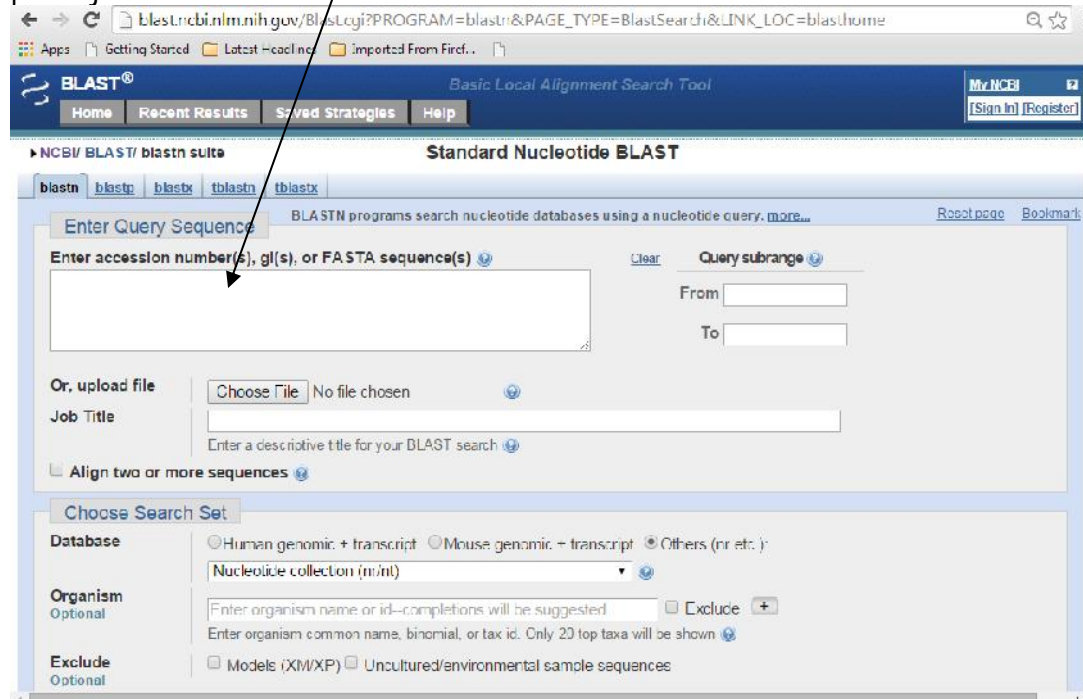 blast.ncbi.nlm.nih.gov/Blast.cgi?PROGRAM=blastn&PAGE_TYPE=BlastSearch&LINK_LOC=blasthome
Apps Getting Started Latest Headlines Imported From Firef..
BLAST® Basic Local Alignment Search Tool My NCBI
Home Recent Results Saved Strategies Help [Sign In] [Register]
NCBI/ BLAST/ blastn suite Standard Nucleotide BLAST
blastn blastp blastx tblastn tblastx
Enter Query Sequence BLASTN programs search nucleotide databases using a nucleotide query. more... Reset page Bookmark
Enter accession number(s), gi(s), or FASTA sequence(s) Clear Query subrange
From
To
Or, upload file Choose File No file chosen
Job Title
Enter a descriptive title for your BLAST search
Align two or more sequences
Choose Search Set
Database Human genomic + transcript Mouse genomic + transcript Others (nr etc.):
Nucleotide collection (nr/nt)
Organism
Optional Enter organism name or id--completions will be suggested Exclude +
Enter organism common name, binomial, or tax id. Only 20 top taxa will be shown
Exclude Models (XM/XP) Uncultured/environmental sample sequences
Optional